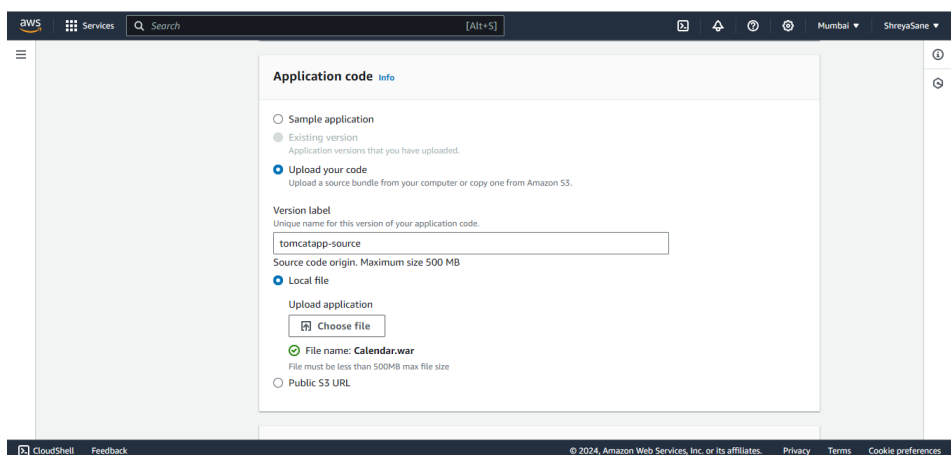 aws Services Search [Alt+S] Mumbai ShreyaSane
Application code Info
Sample application
Existing version
Application versions that you have uploaded.
Upload your code
Upload a source bundle from your computer or copy one from Amazon S3.
Version label
Unique name for this version of your application code.
tomcatapp-source
Source code origin. Maximum size 500 MB
Local file
Upload application
Choose file
File name: Calendar.war
File must be less than 500MB max file size
Public S3 URL
CloudShell Feedback © 2024, Amazon Web Services, Inc. or its affiliates. Privacy Terms Cookie preferences